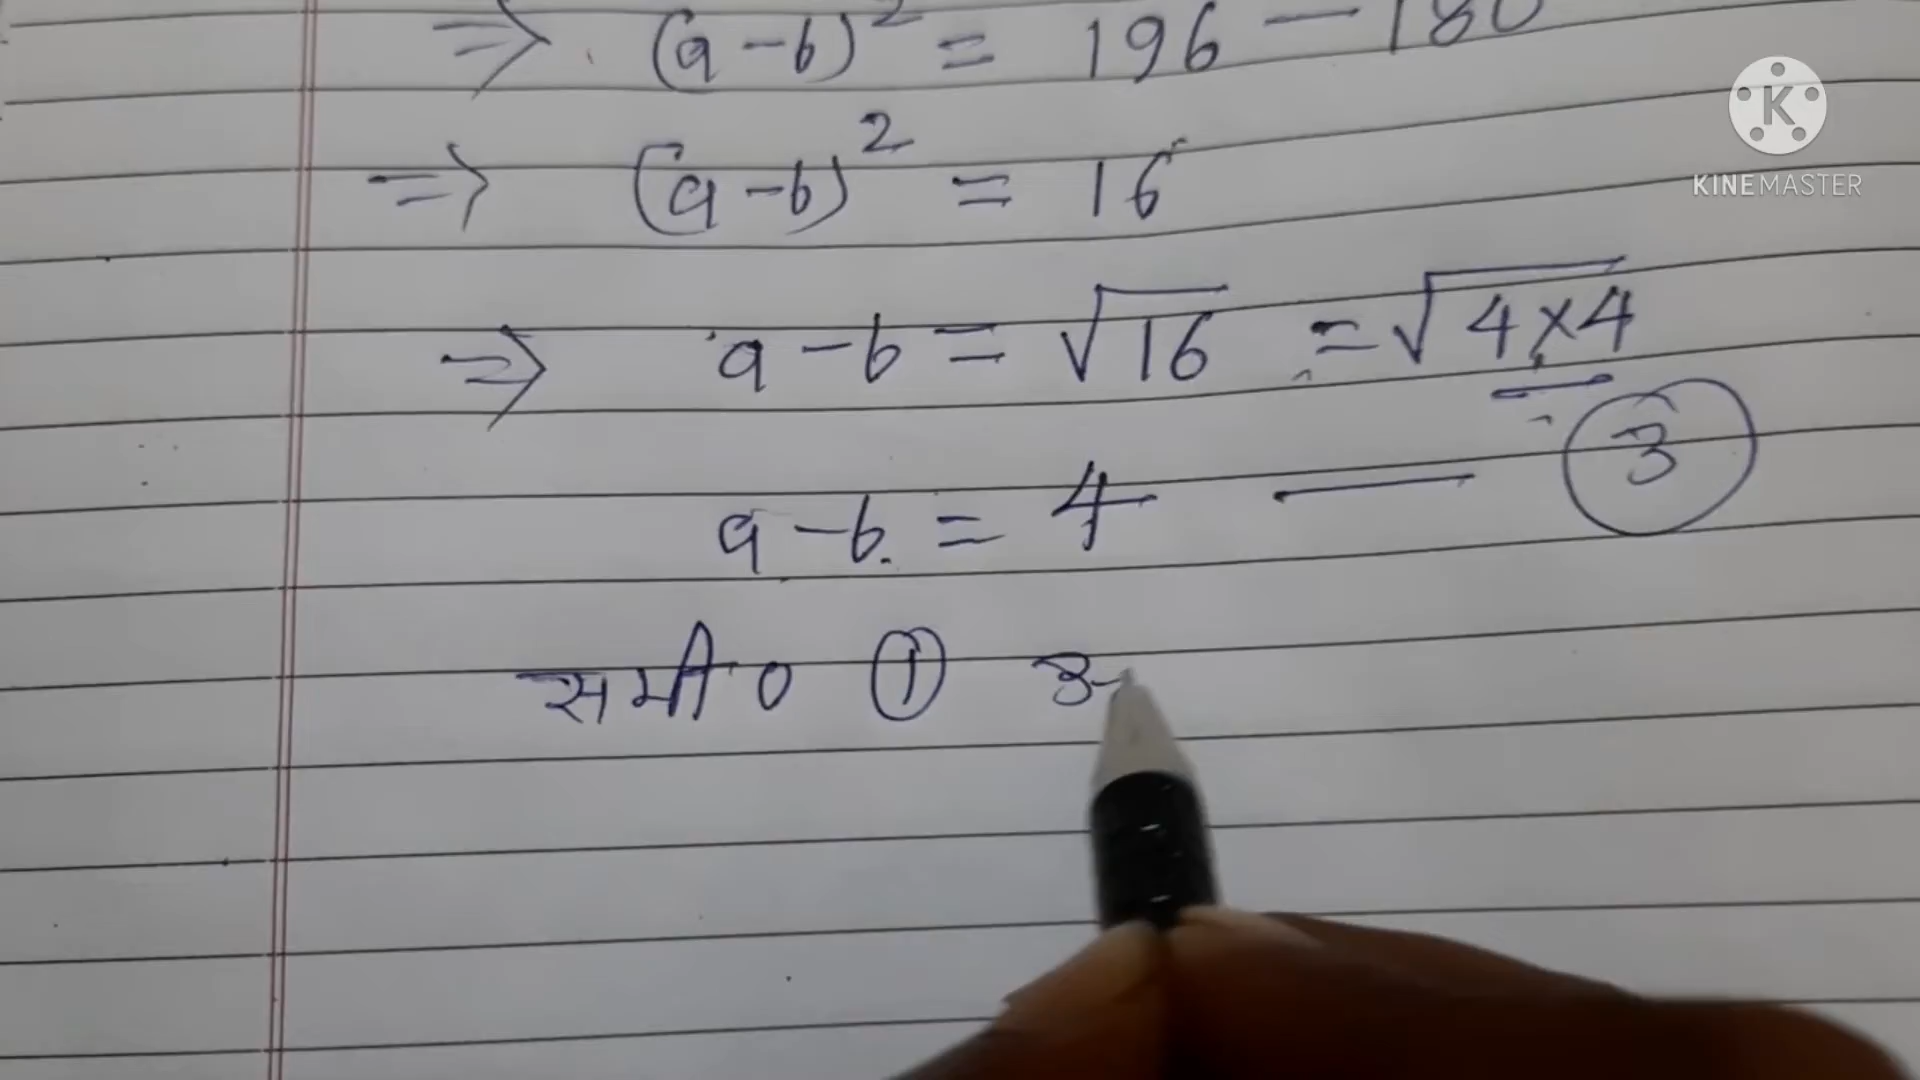 ⇒ (a-b)² = 196 - 180
⇒ (a-b)² = 16
⇒ a-b = √16 = √4×4
a-b = 4 —— ③
समी० ①
K
KINEMASTER